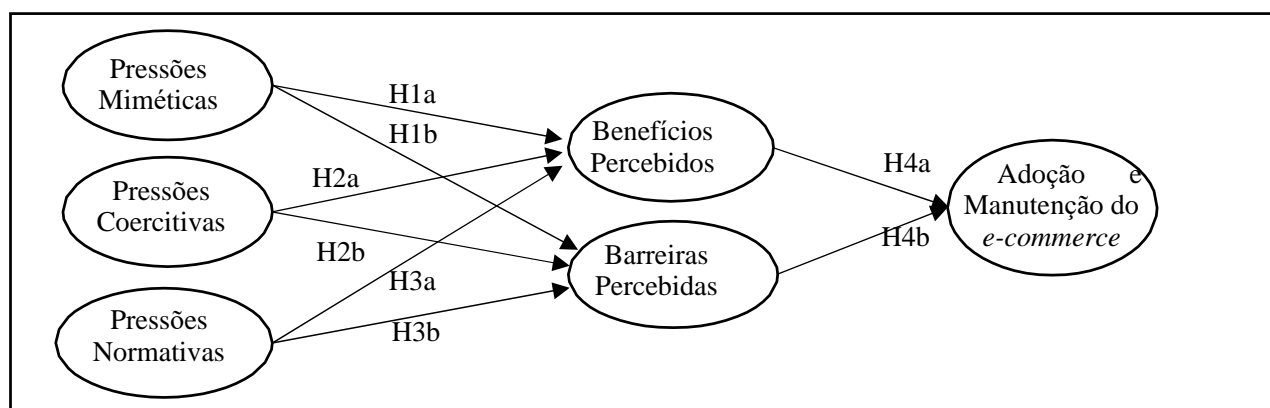 Pressões
Miméticas
H1a
H1b
Benefícios
Percebidos
H4a
Pressões
Coercitivas
H2a
H2b
Adoção e
Manutenção do
e-commerce
H4b
Barreiras
Percebidas
H3a
Pressões
Normativas
H3b